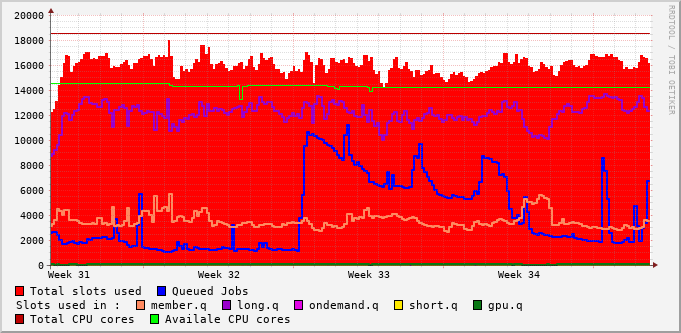 20000
18000
16000
14000
12000
10000
8000
6000
4000
2000
0
Week 31 Week 32 Week 33 Week 34
RRDTOOL / TOBI OETIKER
Total slots used Queued Jobs
Slots used in : member.q long.q ondemand.q short.q gpu.q
Total CPU cores Availale CPU cores